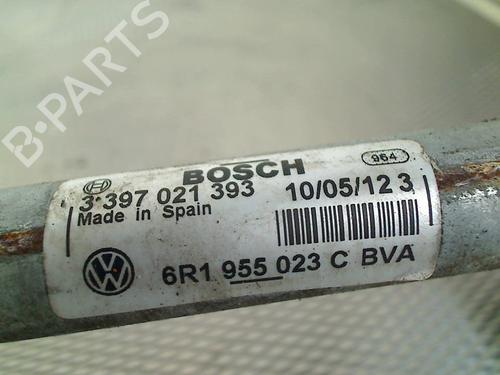 B-PARTS
BOSCH
964
3 397 021 393
10/05/12 3
Made in Spain
6R1 955 023 C BVA